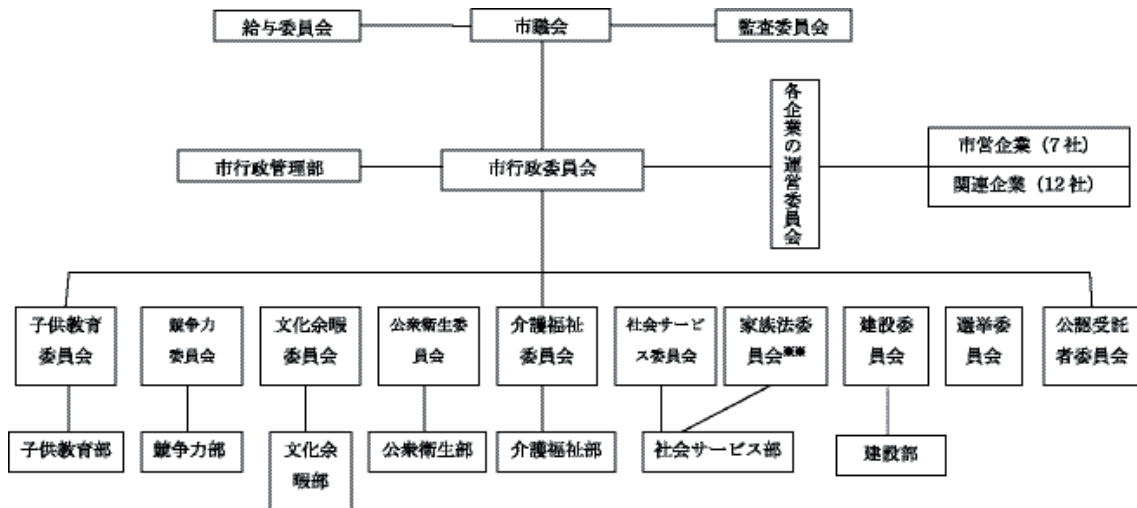 給与委員会
市議会
監査委員会
各企業の運営委員会
市行政管理部
市行政委員会
市営企業（7社）
関連企業（12社）
子供教育
委員会
競争力
委員会
文化余暇
委員会
公衆衛生委
員会
介護福祉
委員会
社会サービ
ス委員会
家族法委
員会※※
建設委
員会
選挙委
員会
公認受託
者委員会
子供教育部
競争力部
文化余
暇部
公衆衛生部
介護福祉部
社会サービス部
建設部